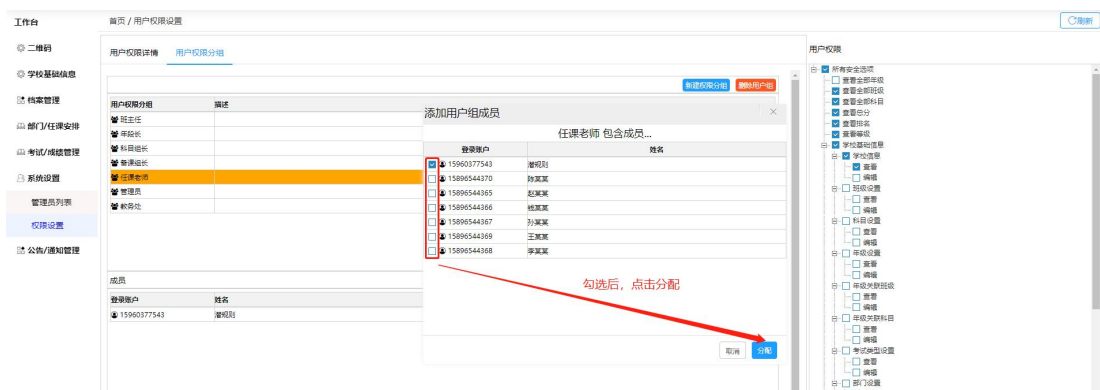 工作台
首页 / 用户权限设置
刷新
二维码
学校基础信息
档案管理
部门/任课安排
考试/成绩管理
系统设置
管理员列表
权限设置
公告/通知管理
用户权限详情 用户权限分组
新建权限分组 删除用户组
用户权限分组 描述
班主任
年段长
科目组长
备课组长
任课老师
管理员
教务处
成员
登录账户 姓名
15960377543 潜规则
添加用户组成员
任课老师 包含成员...
登录账户 姓名
15960377543 潜规则
15896544370 陈某某
15896544365 赵某某
15896544366 钱某某
15896544367 孙某某
15896544369 王某某
15896544368 李某某
勾选后，点击分配
取消 分配
用户权限
所有安全选项
查看全部年级
查看全部班级
查看全部科目
查看总分
查看排名
查看等级
学校基础信息
学校信息
查看
编辑
班级设置
查看
编辑
科目设置
查看
编辑
年级设置
查看
编辑
年级关联班级
查看
编辑
年级关联科目
查看
编辑
考试类型设置
查看
编辑
部门设置